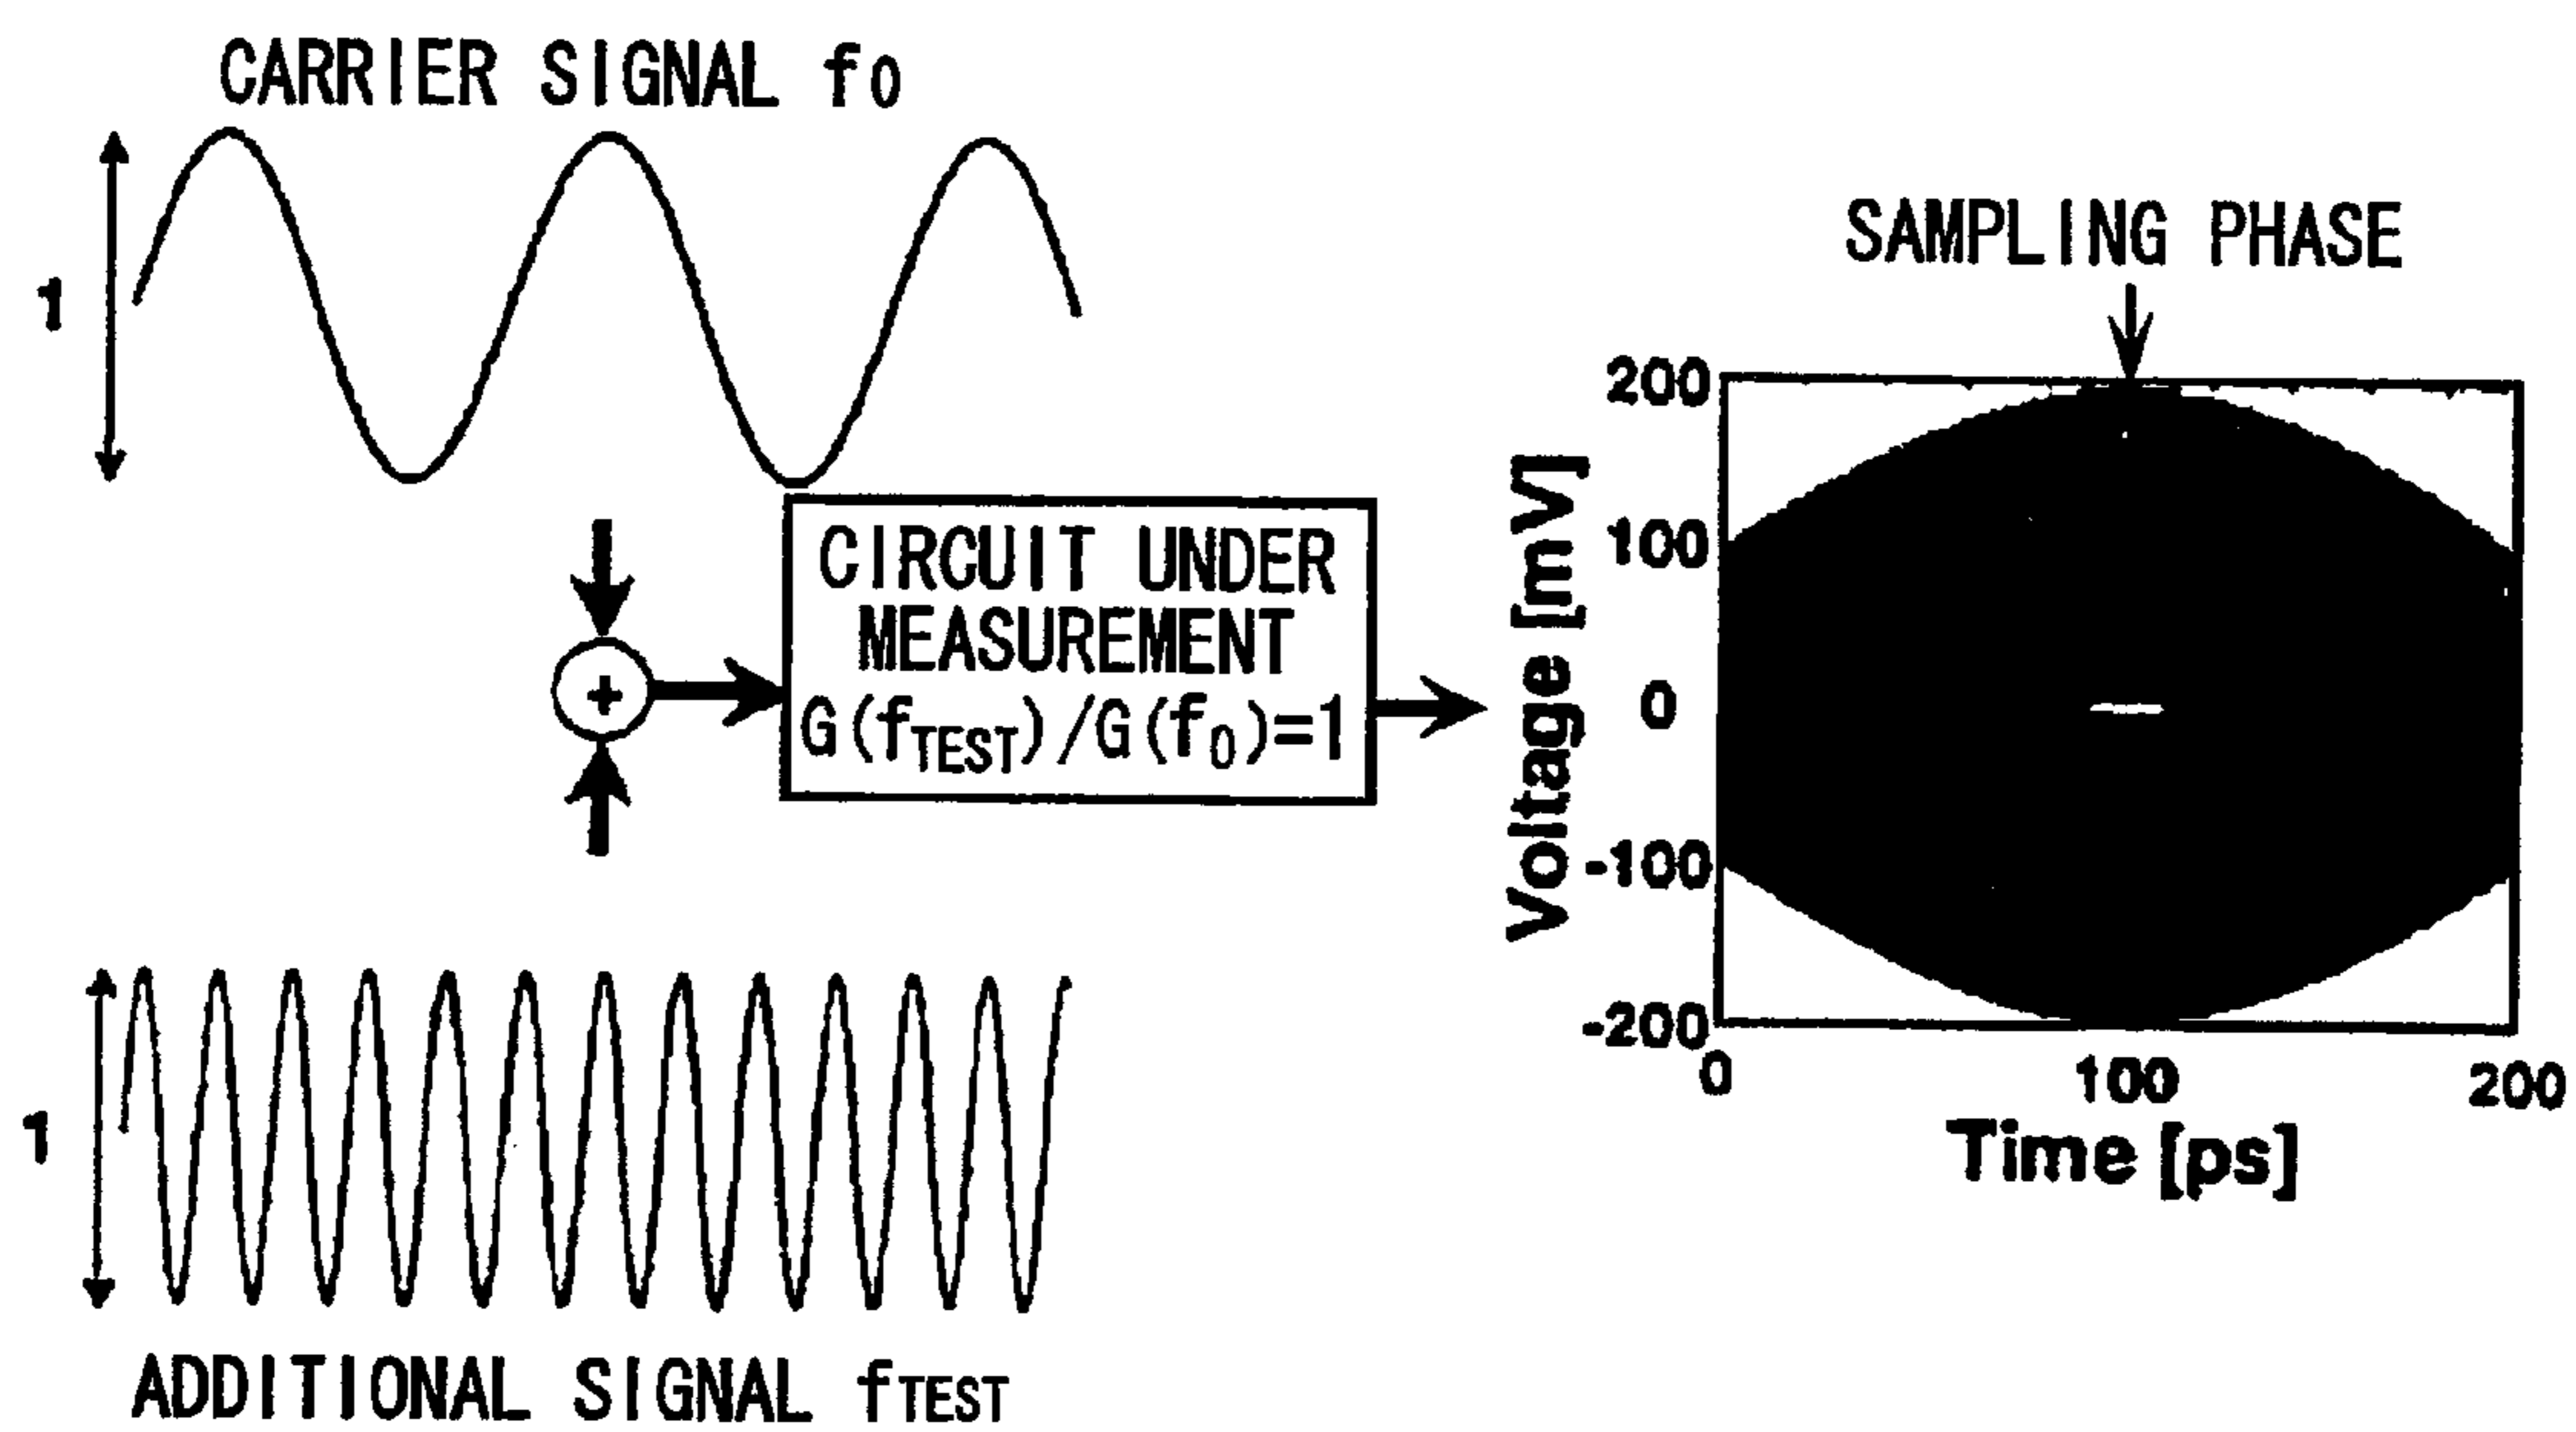 CARRIER SIGNAL f0
1
SAMPLING PHASE
CIRCUIT UNDER
MEASUREMENT
G(fTEST)/G(f0)=1
+
Voltage [mV]
200
100
0
-100
-200
0
100
200
Time [ps]
1
ADDITIONAL SIGNAL fTEST